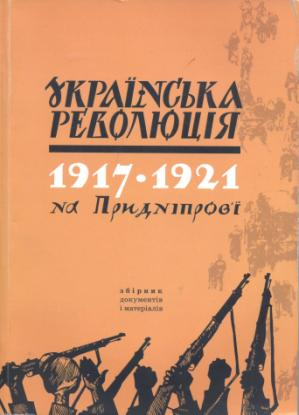 УКРАЇНСЬКА
РЕВОЛЮЦІЯ
1917·1921
на Придніпров'ї
збірник
документів
і матеріалів